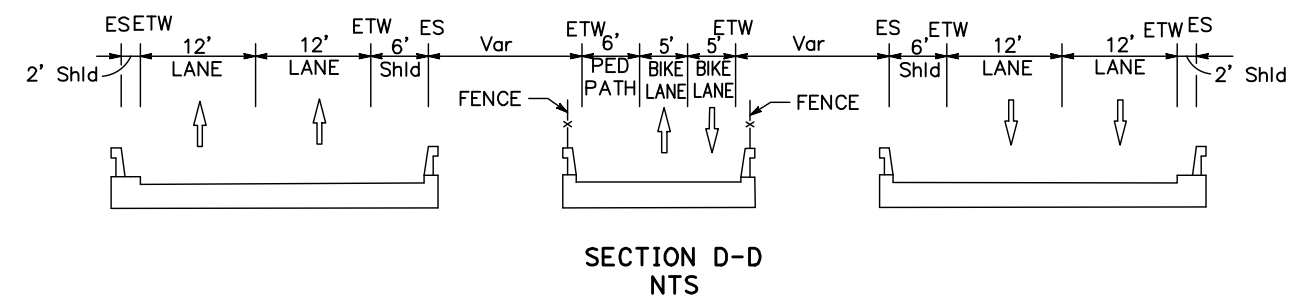 ES ETW ETW ES ETW ETW ES ETW ETW ES
2' Shld 12' LANE 12' LANE 6' Shld Var 6' PED PATH 5' BIKE LANE 5' BIKE LANE Var 6' Shld 12' LANE 12' LANE 2' Shld
FENCE FENCE
SECTION D-D
NTS